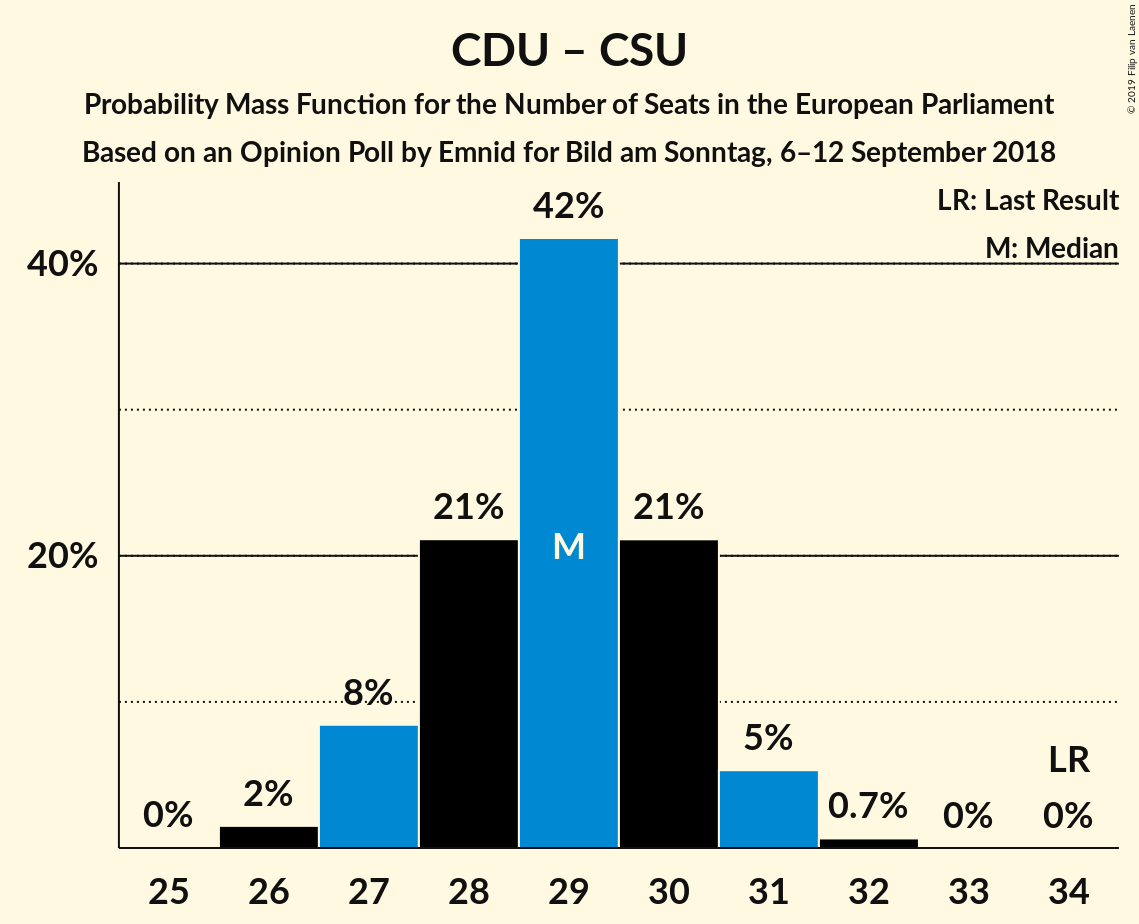 CDU – CSU
Probability Mass Function for the Number of Seats in the European Parliament
Based on an Opinion Poll by Emnid for Bild am Sonntag, 6–12 September 2018
© 2019 Filip van Laenen
LR: Last Result
M: Median
42%
40%
21%
21%
M
20%
8%
5%
LR
2%
0.7%
0%
0%
0%
25 26 27 28 29 30 31 32 33 34